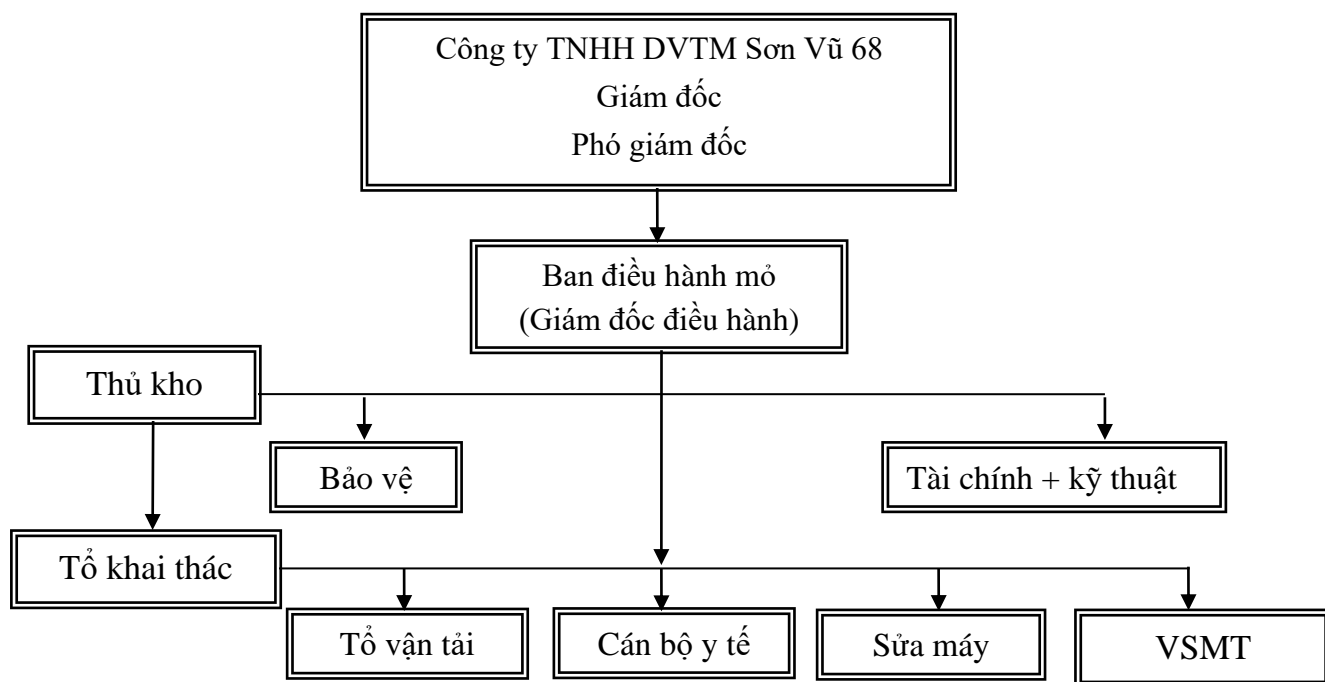 Công ty TNHH DVTM Sơn Vũ 68
Giám đốc
Phó giám đốc
Ban điều hành mỏ
(Giám đốc điều hành)
Thủ kho
Bảo vệ
Tài chính + kỹ thuật
Tổ khai thác
Tổ vận tải
Cán bộ y tế
Sửa máy
VSMT